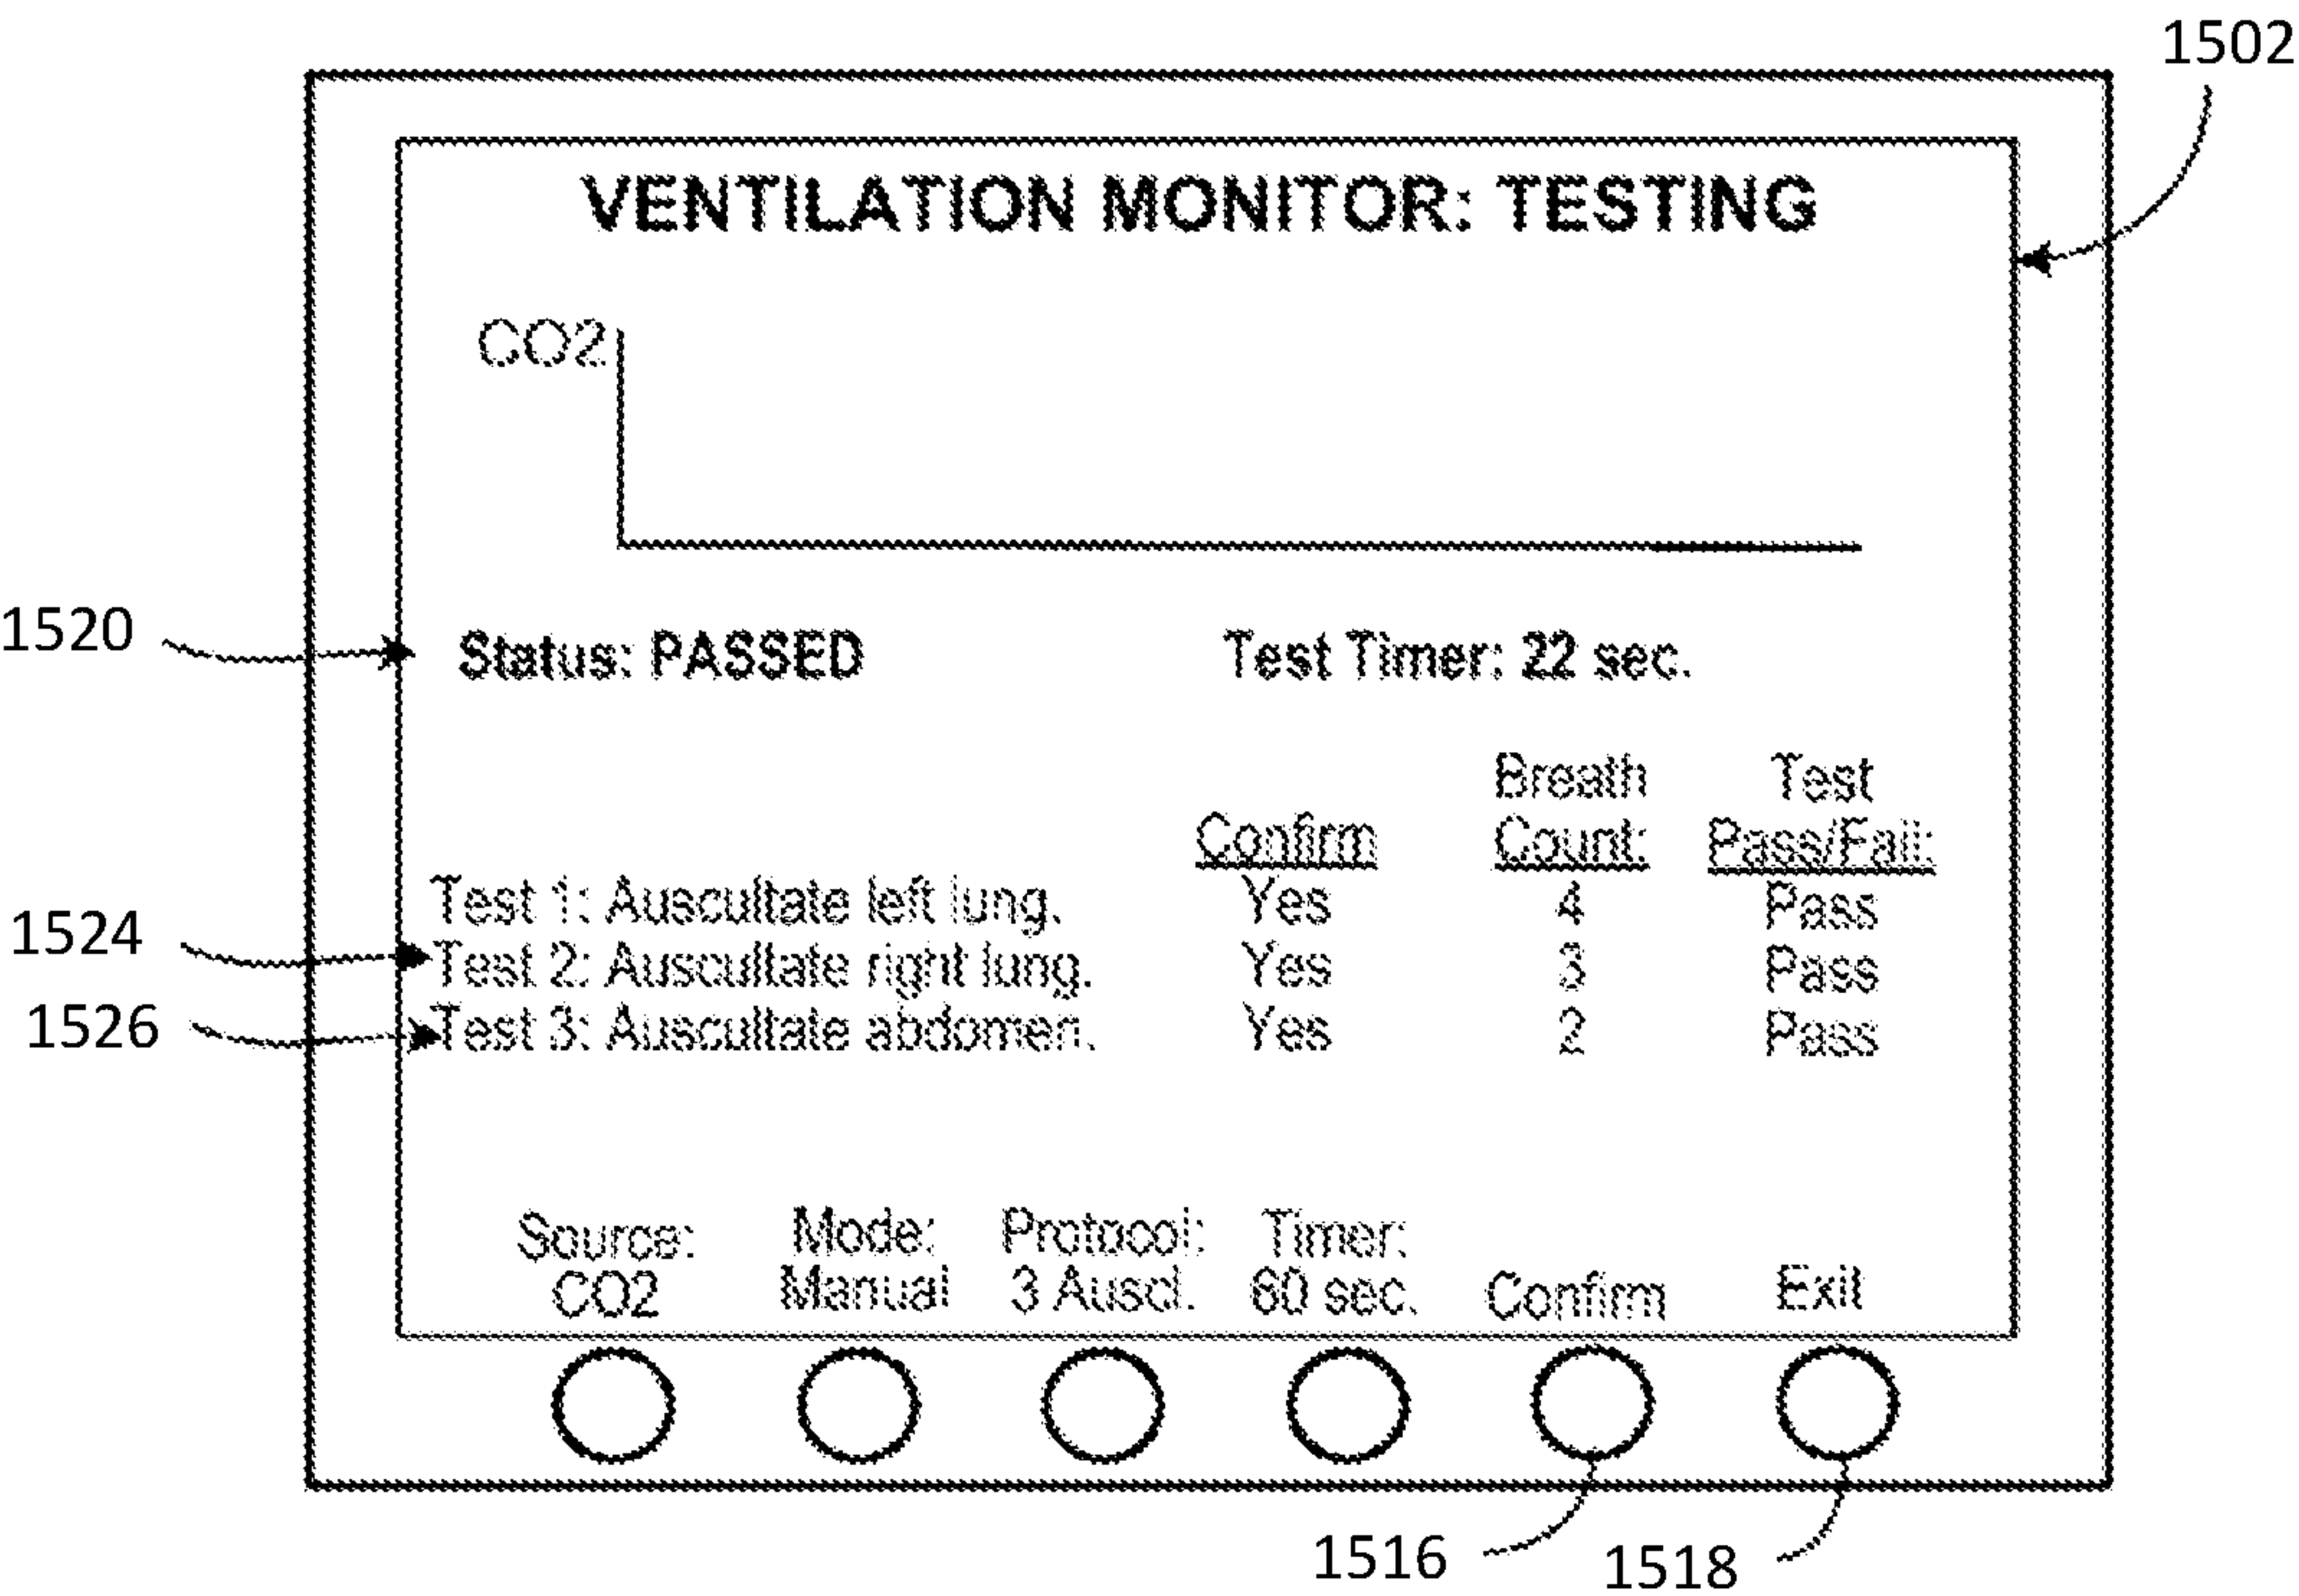 1502
VENTILATION MONITOR: TESTING
CO2
1520
Status: PASSED
Test Timer: 22 sec.
Breath Test
Confirm Count: Pass/Fail:
Test 1: Auscultate left lung. Yes 4 Pass
1524
Test 2: Auscultate right lung. Yes 3 Pass
1526
Test 3: Auscultate abdomen. Yes 2 Pass
Source: Mode: Protocol: Timer:
CO2 Manual 3 Auscl. 60 sec. Confirm Exit
1516
1518